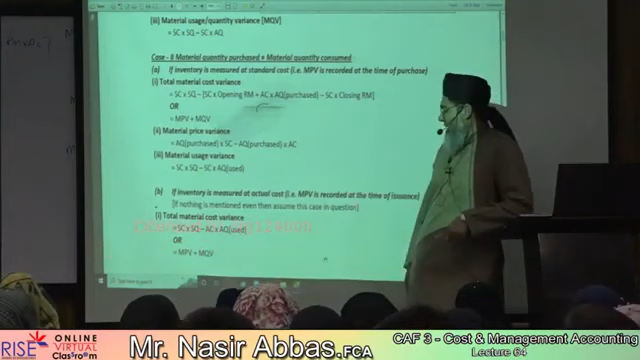 (iii) Material usage/quantity variance [MQV]
= SC x SQ – SC x AQ
Case - II Material quantity purchased ≠ Material quantity consumed
(a) If inventory is measured at standard cost (i.e. MPV is recorded at the time of purchase)
(i) Total material cost variance
= SC x SQ – [SC x Opening RM + AC x AQ(purchased) – SC x Closing RM]
OR
= MPV + MQV
(ii) Material price variance
= AQ(purchased) x SC – AQ(purchased) x AC
(iii) Material usage variance
= SC x SQ – SC x AQ(used)
(b) If inventory is measured at actual cost (i.e. MPV is recorded at the time of issuance)
[If nothing is mentioned even then assume this case in question]
(i) Total material cost variance
= SC x SQ – AC x AQ(used)
OR
= MPV + MQV
RISE
ONLINE
VIRTUAL
Classroom
Mr. Nasir Abbas.FCA
CAF 3 - Cost & Management Accounting
Lecture 64